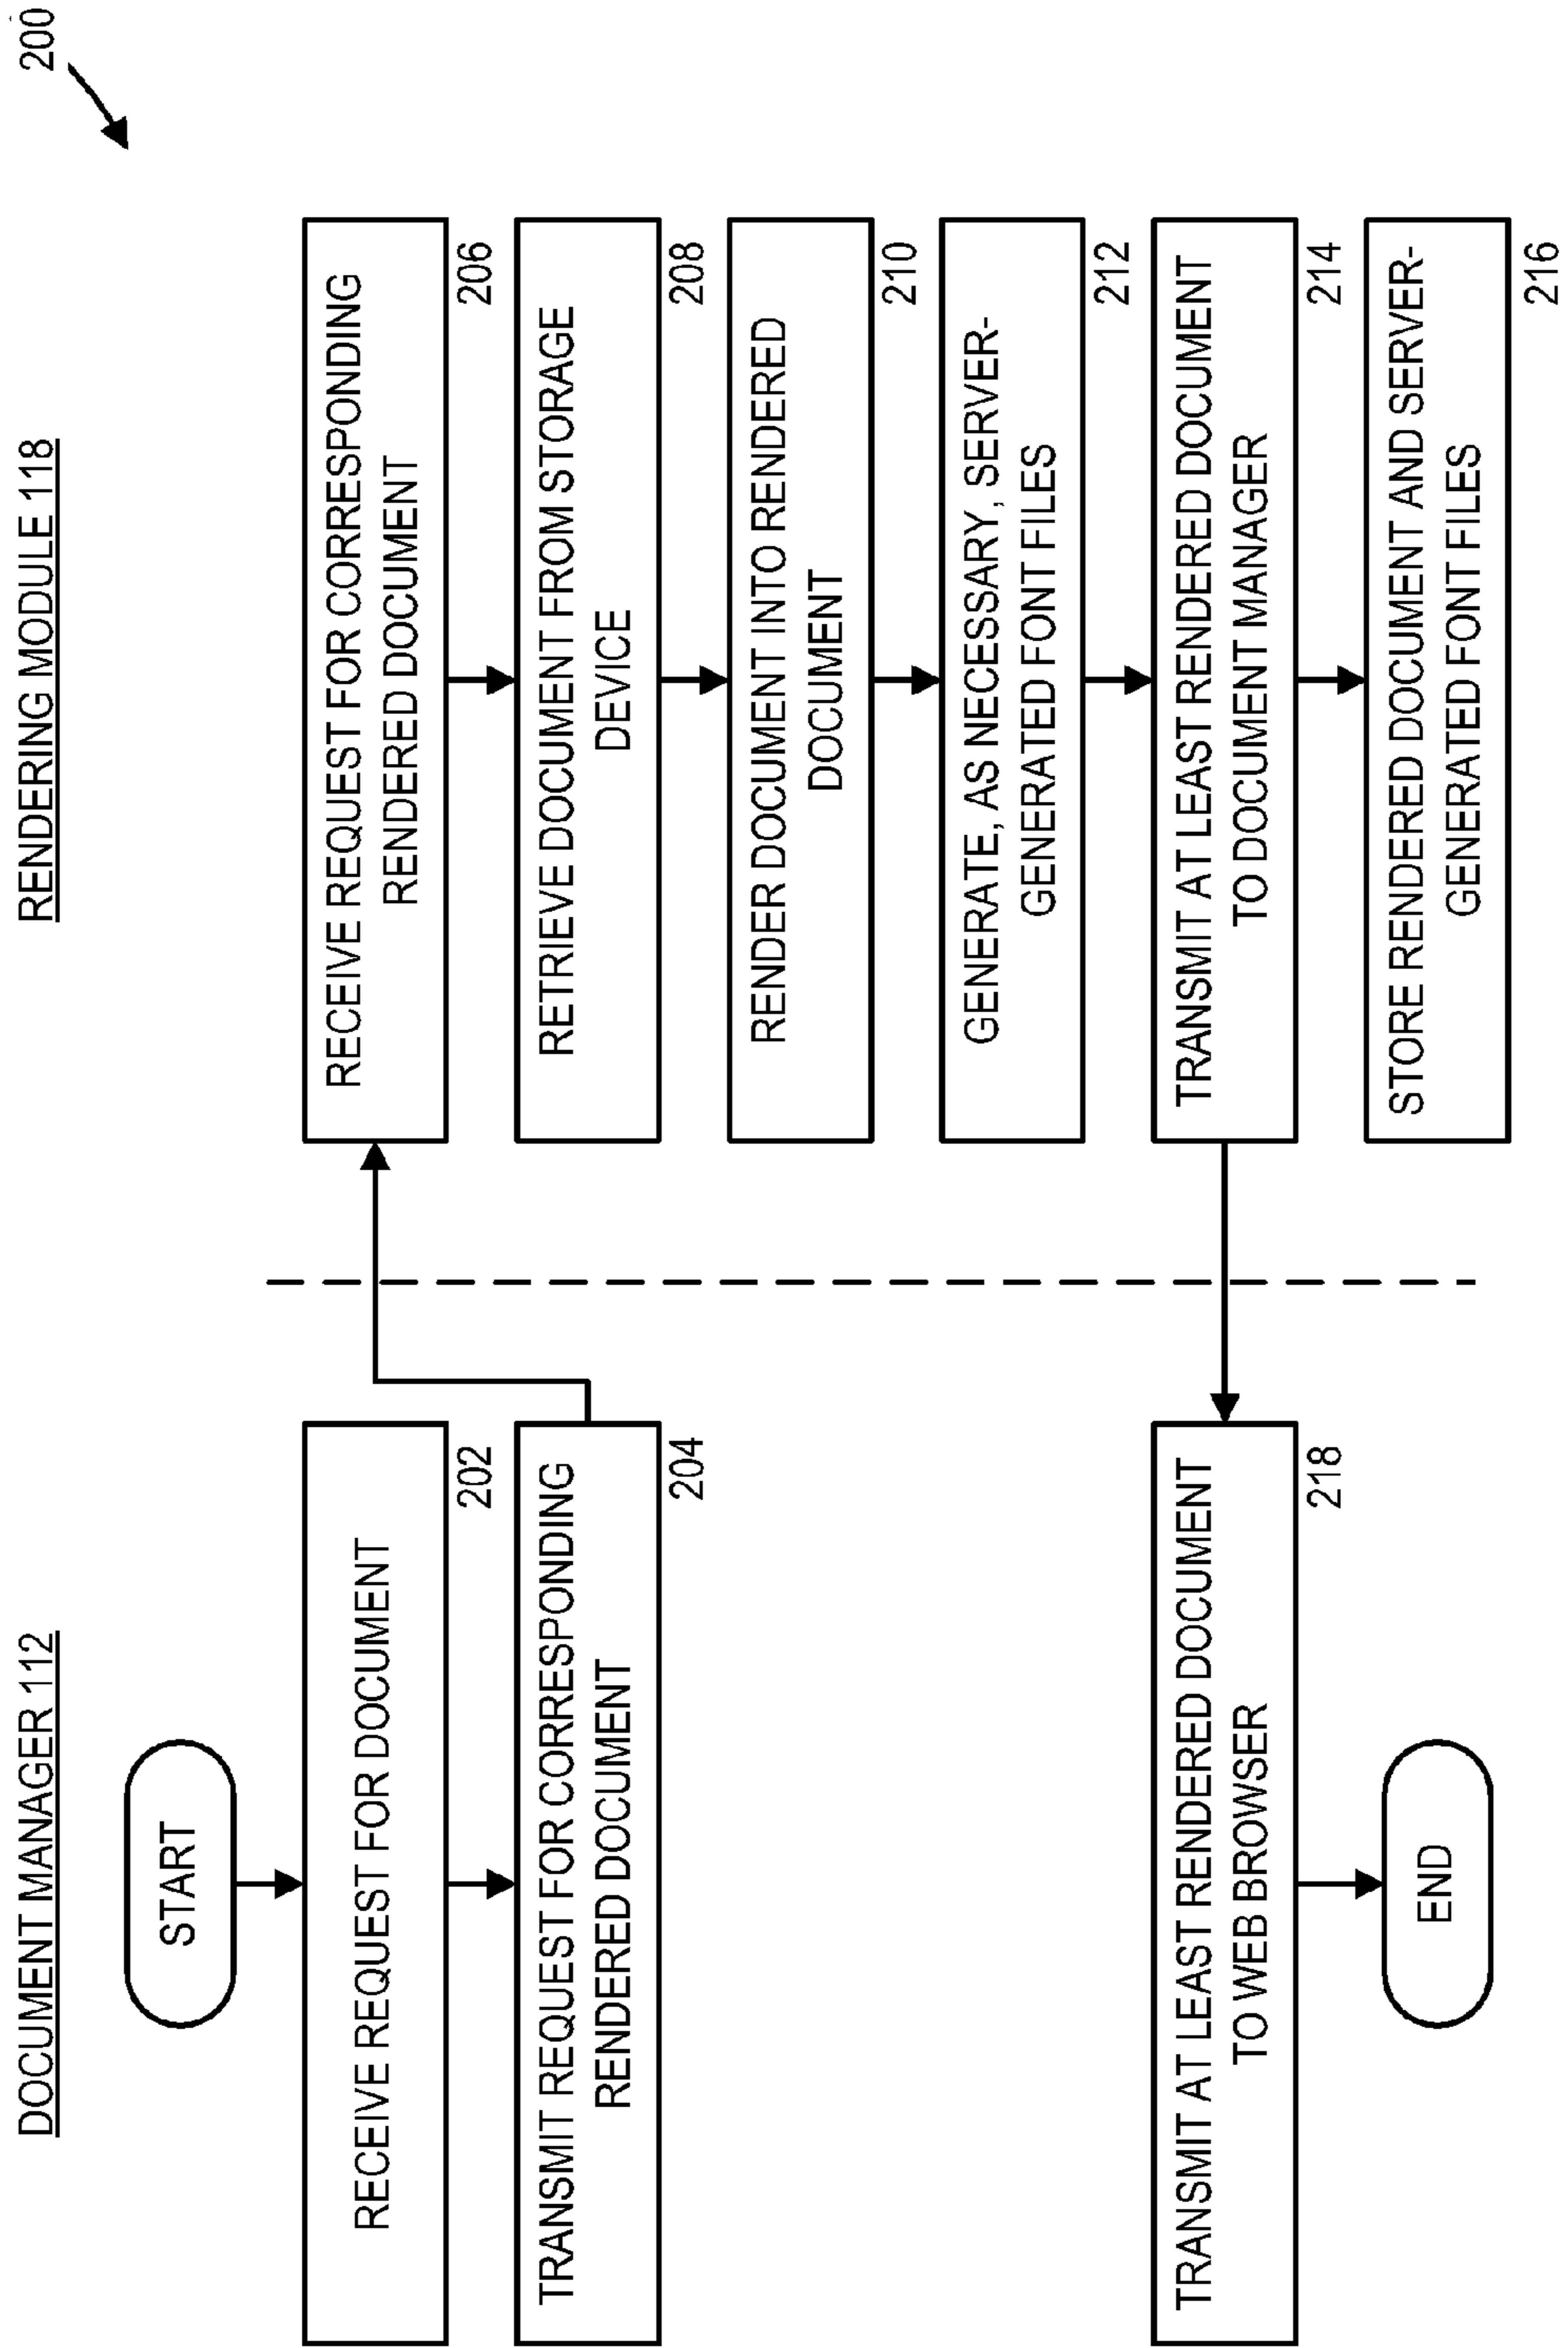 200
DOCUMENT MANAGER 112
START
RECEIVE REQUEST FOR DOCUMENT
202
TRANSMIT REQUEST FOR CORRESPONDING
RENDERED DOCUMENT
204
RENDERING MODULE 118
RECEIVE REQUEST FOR CORRESPONDING
RENDERED DOCUMENT
206
RETRIEVE DOCUMENT FROM STORAGE
DEVICE
208
RENDER DOCUMENT INTO RENDERED
DOCUMENT
210
GENERATE, AS NECESSARY, SERVER-
GENERATED FONT FILES
212
TRANSMIT AT LEAST RENDERED DOCUMENT
TO DOCUMENT MANAGER
214
STORE RENDERED DOCUMENT AND SERVER-
GENERATED FONT FILES
216
TRANSMIT AT LEAST RENDERED DOCUMENT
TO WEB BROWSER
218
END